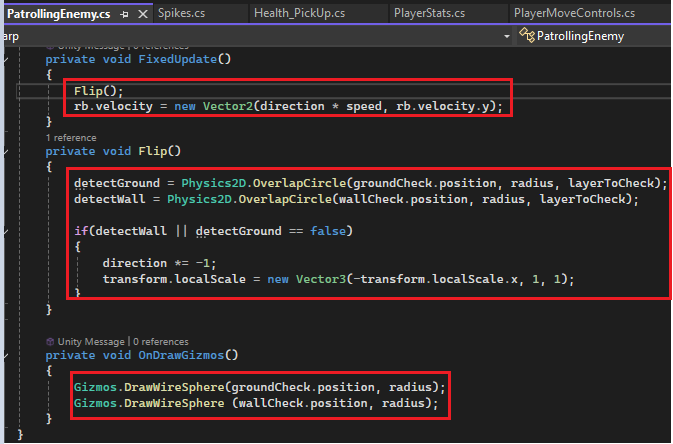 PatrollingEnemy.cs Spikes.cs Health_PickUp.cs PlayerStats.cs PlayerMoveControls.cs
arp PatrollingEnemy
Unity Message | 0 references
private void FixedUpdate()
{
Flip();
rb.velocity = new Vector2(direction * speed, rb.velocity.y);
}
1 reference
private void Flip()
{
detectGround = Physics2D.OverlapCircle(groundCheck.position, radius, layerToCheck);
detectWall = Physics2D.OverlapCircle(wallCheck.position, radius, layerToCheck);
if(detectWall || detectGround == false)
{
direction *= -1;
transform.localScale = new Vector3(-transform.localScale.x, 1, 1);
}
}
Unity Message | 0 references
private void OnDrawGizmos()
{
Gizmos.DrawWireSphere(groundCheck.position, radius);
Gizmos.DrawWireSphere (wallCheck.position, radius);
}
}